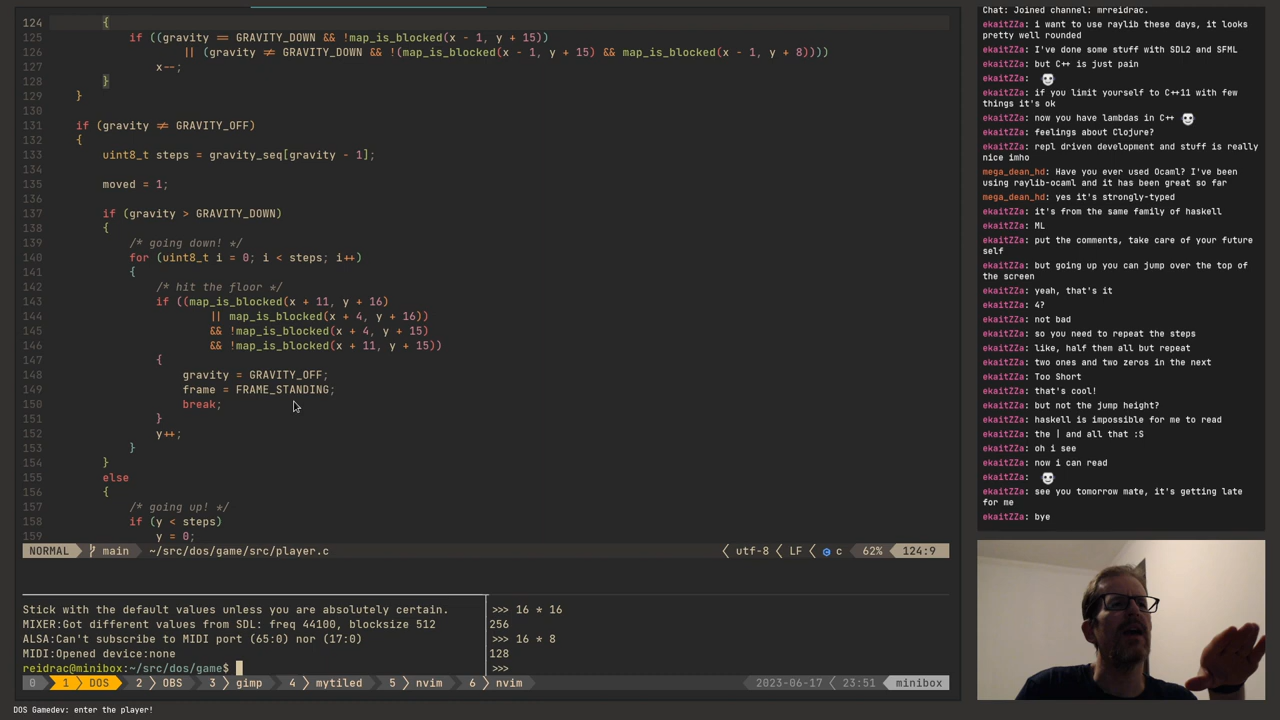 124 {
125 if ((gravity == GRAVITY_DOWN && !map_is_blocked(x - 1, y + 15))
126 || (gravity ≠ GRAVITY_DOWN && !(map_is_blocked(x - 1, y + 15) && map_is_blocked(x - 1, y + 8))))
127 x--;
128 }
129 }
130
131 if (gravity ≠ GRAVITY_OFF)
132 {
133 uint8_t steps = gravity_seq[gravity - 1];
134
135 moved = 1;
136
137 if (gravity > GRAVITY_DOWN)
138 {
139 /* going down! */
140 for (uint8_t i = 0; i < steps; i++)
141 {
142 /* hit the floor */
143 if ((map_is_blocked(x + 11, y + 16)
144 || map_is_blocked(x + 4, y + 16))
145 && !map_is_blocked(x + 4, y + 15)
146 && !map_is_blocked(x + 11, y + 15))
147 {
148 gravity = GRAVITY_OFF;
149 frame = FRAME_STANDING;
150 break;
151 }
152 y++;
153 }
154 }
155 else
156 {
157 /* going up! */
158 if (y < steps)
159 y = 0;
NORMAL main ~/src/dos/game/src/player.c utf-8 LF c 62% 124:9
Stick with the default values unless you are absolutely certain.
MIXER:Got different values from SDL: freq 44100, blocksize 512
ALSA:Can't subscribe to MIDI port (65:0) nor (17:0)
MIDI:Opened device:none
reidrac@minibox:~/src/dos/game$
>>> 16 * 16
256
>>> 16 * 8
128
>>>
0 1 DOS 2 OBS 3 gimp 4 mytiled 5 nvim 6 nvim 2023-06-17 23:51 minibox
DOS Gamedev: enter the player!
Chat: Joined channel: mrreidrac.
ekaitZZa: i want to use raylib these days, it looks
pretty well rounded
ekaitZZa: I've done some stuff with SDL2 and SFML
ekaitZZa: but C++ is just pain
ekaitZZa:
ekaitZZa: if you limit yourself to C++11 with few
things it's ok
ekaitZZa: now you have lambdas in C++
ekaitZZa: feelings about Clojure?
ekaitZZa: repl driven development and stuff is really
nice imho
mega_dean_hd: Have you ever used Ocaml? I've been
using raylib-ocaml and it has been great so far
mega_dean_hd: yes it's strongly-typed
ekaitZZa: it's from the same family of haskell
ekaitZZa: ML
ekaitZZa: put the comments, take care of your future
self
ekaitZZa: but going up you can jump over the top of
the screen
ekaitZZa: yeah, that's it
ekaitZZa: 4?
ekaitZZa: not bad
ekaitZZa: so you need to repeat the steps
ekaitZZa: like, half them all but repeat
ekaitZZa: two ones and two zeros in the next
ekaitZZa: Too Short
ekaitZZa: that's cool!
ekaitZZa: but not the jump height?
ekaitZZa: haskell is impossible for me to read
ekaitZZa: the | and all that :S
ekaitZZa: oh i see
ekaitZZa: now i can read
ekaitZZa:
ekaitZZa: see you tomorrow mate, it's getting late
for me
ekaitZZa: bye